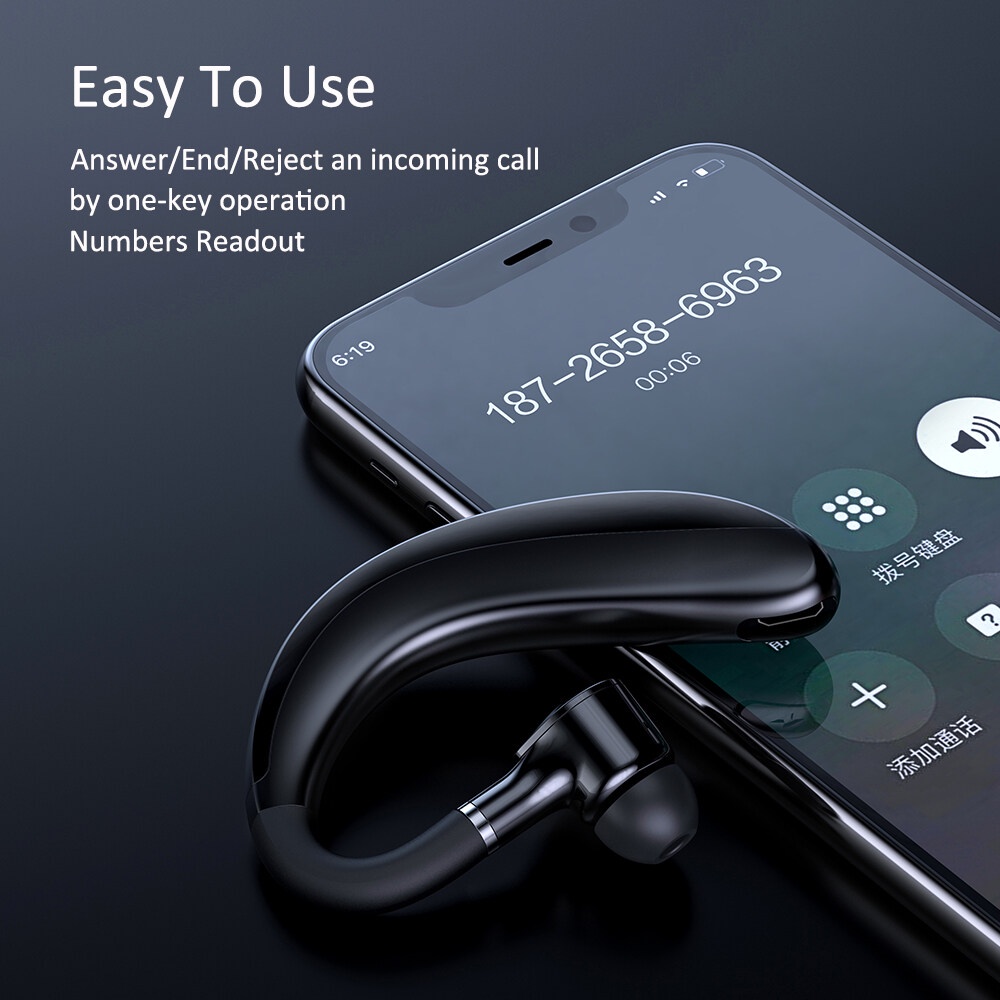 Easy To Use
Answer/End/Reject an incoming call
by one-key operation
Numbers Readout
6:19
187-2658-6963
00:06
拨号键盘
?
添加通话